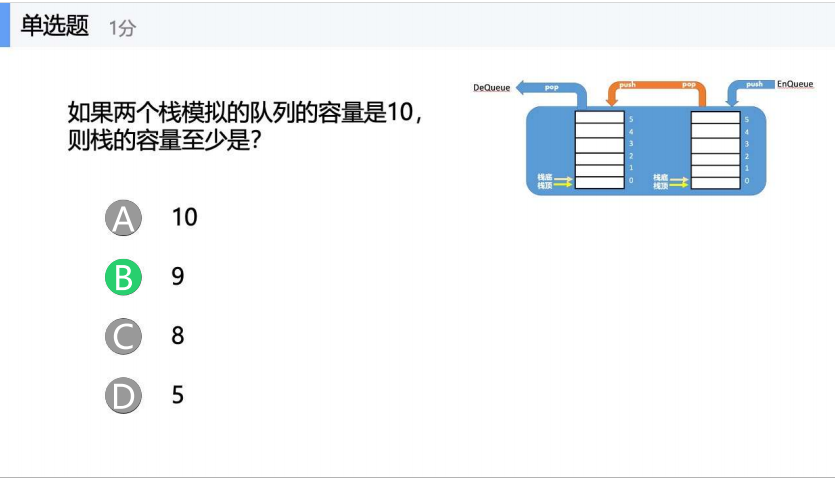 单选题 1分
如果两个栈模拟的队列的容量是10，
则栈的容量至少是？
DeQueue pop push pop push EnQueue
5 5
4 4
3 3
2 2
1 1
栈底 栈底
栈顶 0 栈顶 0
A 10
B 9
C 8
D 5